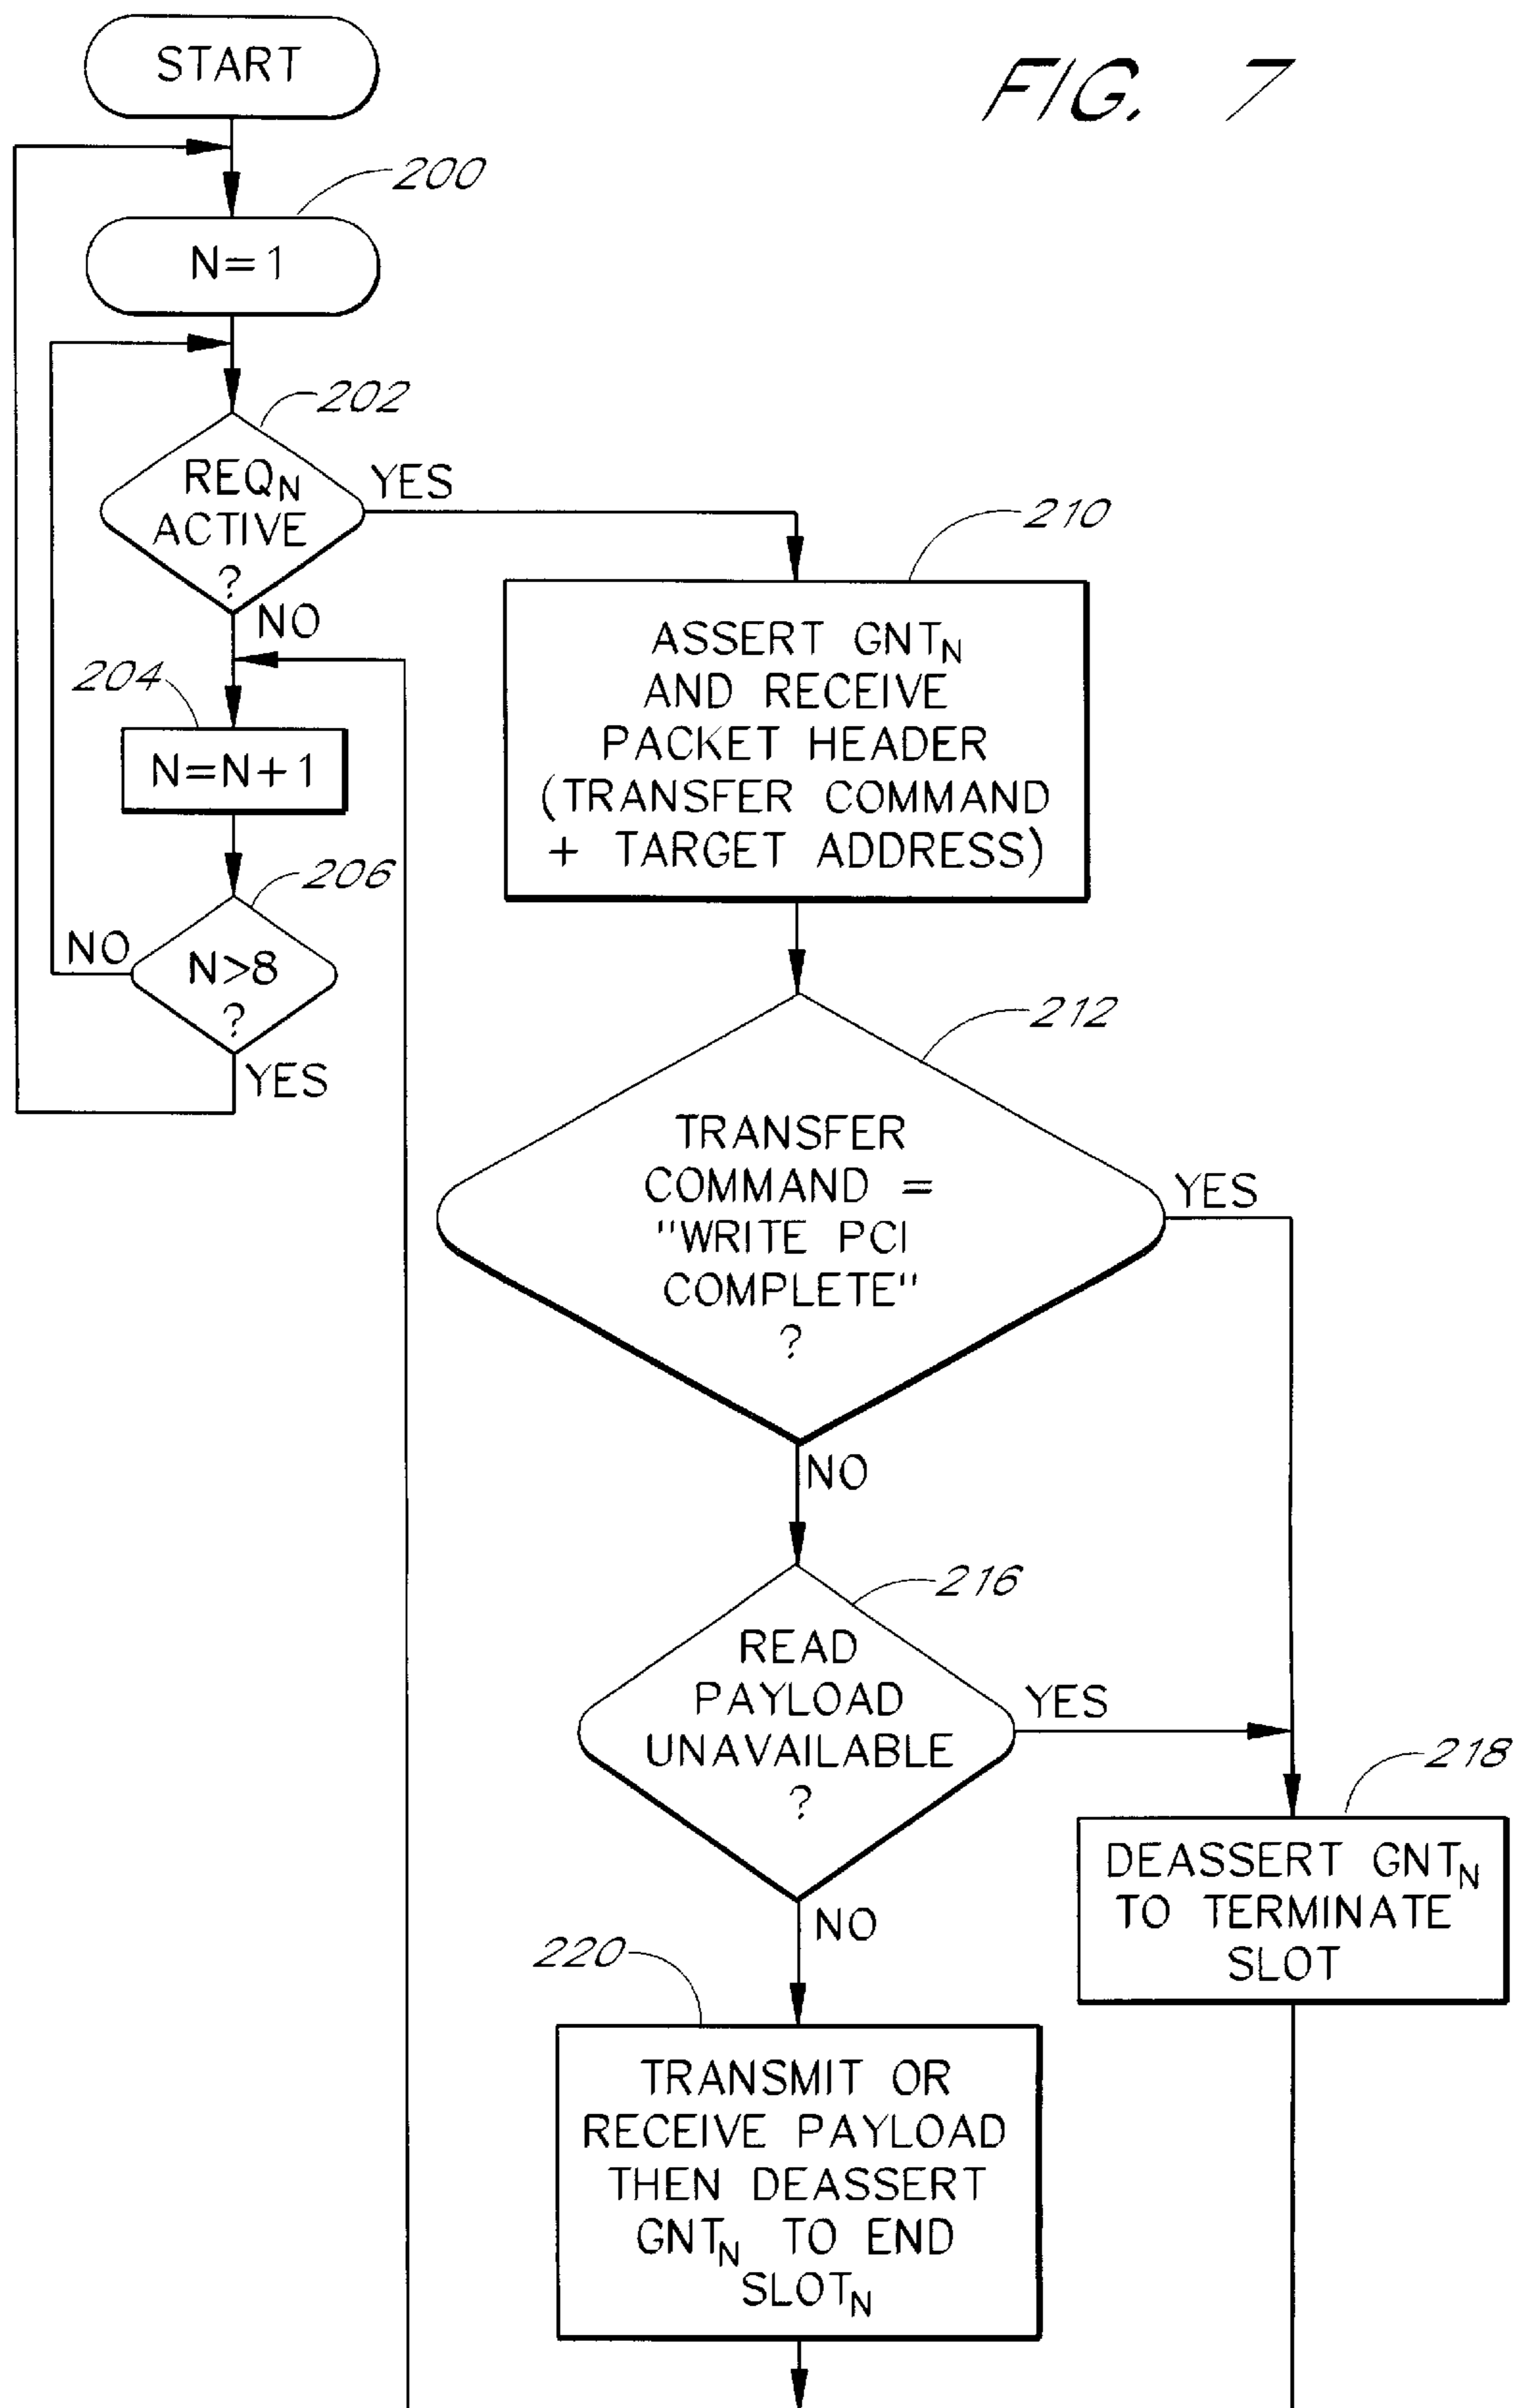 FIG. 7
START
200
N=1
202
REQN
ACTIVE
?
YES
NO
204
N=N+1
206
N>8
?
NO
YES
210
ASSERT GNTN
AND RECEIVE
PACKET HEADER
(TRANSFER COMMAND
+ TARGET ADDRESS)
212
TRANSFER
COMMAND =
"WRITE PCI
COMPLETE"
?
YES
NO
216
READ
PAYLOAD
UNAVAILABLE
?
YES
NO
218
DEASSERT GNTN
TO TERMINATE
SLOT
220
TRANSMIT OR
RECEIVE PAYLOAD
THEN DEASSERT
GNTN TO END
SLOTN